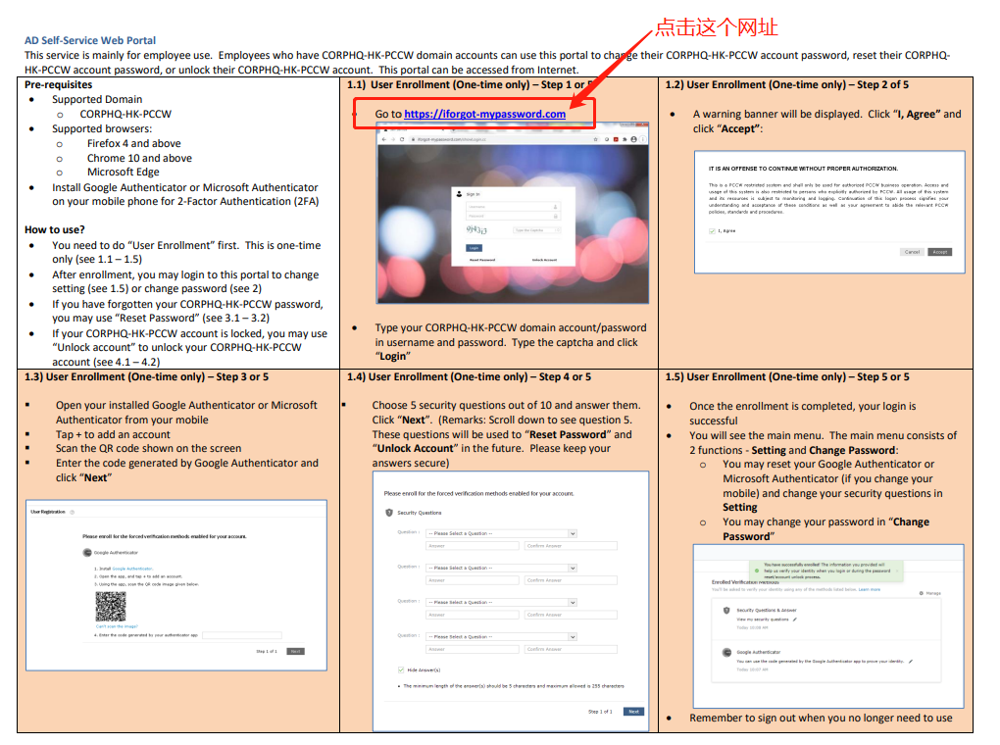 点击这个网址
AD Self-Service Web Portal
This service is mainly for employee use. Employees who have CORPHQ-HK-PCCW domain accounts can use this portal to change their CORPHQ-HK-PCCW account password, reset their CORPHQ-
HK-PCCW account password, or unlock their CORPHQ-HK-PCCW account. This portal can be accessed from Internet.
Pre-requisites
• Supported Domain
o CORPHQ-HK-PCCW
• Supported browsers:
o Firefox 4 and above
o Chrome 10 and above
o Microsoft Edge
• Install Google Authenticator or Microsoft Authenticator
on your mobile phone for 2-Factor Authentication (2FA)
How to use?
• You need to do “User Enrollment” first. This is one-time
only (see 1.1 – 1.5)
• After enrollment, you may login to this portal to change
setting (see 1.5) or change password (see 2)
• If you have forgotten your CORPHQ-HK-PCCW password,
you may use “Reset Password” (see 3.1 – 3.2)
• If your CORPHQ-HK-PCCW account is locked, you may use
“Unlock account” to unlock your CORPHQ-HK-PCCW
account (see 4.1 – 4.2)
1.1) User Enrollment (One-time only) – Step 1 or 5
• Go to https://iforgot-mypassword.com
Sign In
Login
Reset Password Unlock Account
• Type your CORPHQ-HK-PCCW domain account/password
in username and password. Type the captcha and click
“Login”
1.2) User Enrollment (One-time only) – Step 2 of 5
• A warning banner will be displayed. Click “I, Agree” and
click “Accept”:
IT IS AN OFFENSE TO CONTINUE WITHOUT PROPER AUTHORIZATION.
This is a PCCW restricted system and shall only be used for authorized PCCW business operation. Access and
usage of this system is also restricted to persons who explicitly authorized by PCCW. All usage of this system
and its resources is subject to monitoring and logging. Continuation of this logon process signifies your
understanding and acceptance of these conditions as well as your agreement to abide the relevant PCCW
policies, standards and procedures.
I, Agree
Cancel Accept
1.3) User Enrollment (One-time only) – Step 3 or 5
▪ Open your installed Google Authenticator or Microsoft
Authenticator from your mobile
▪ Tap + to add an account
▪ Scan the QR code shown on the screen
▪ Enter the code generated by Google Authenticator and
click “Next”
User Registration
Please enroll for the forced verification methods enabled for your account.
Google Authenticator
1. Install Google Authenticator.
2. Open the app, and tap + to add an account.
3. Using the app, scan the QR code image given below.
Can't scan the image?
4. Enter the code generated by your authenticator app
Step 1 of 1 Next
1.4) User Enrollment (One-time only) – Step 4 or 5
▪ Choose 5 security questions out of 10 and answer them.
Click “Next”. (Remarks: Scroll down to see question 5.
These questions will be used to “Reset Password” and
“Unlock Account” in the future. Please keep your
answers secure)
Please enroll for the forced verification methods enabled for your account.
Security Questions
Question : -- Please Select a Question --
Answer Confirm Answer
Question : -- Please Select a Question --
Answer Confirm Answer
Question : -- Please Select a Question --
Answer Confirm Answer
Question : -- Please Select a Question --
Answer Confirm Answer
Hide Answer(s)
• The minimum length of the answer(s) should be 5 characters and maximum allowed is 255 characters
Step 1 of 1 Next
1.5) User Enrollment (One-time only) – Step 5 or 5
• Once the enrollment is completed, your login is
successful
• You will see the main menu. The main menu consists of
2 functions - Setting and Change Password:
o You may reset your Google Authenticator or
Microsoft Authenticator (if you change your
mobile) and change your security questions in
Setting
o You may change your password in “Change
Password”
You have successfully enrolled! The information you provided will
help us verify your identity when you login or during the password
reset/account unlock process.
Enrolled Verification Methods
You'll be asked to verify your identity using any of the methods listed below. Learn more
Manage
Security Questions & Answer
View my security questions
Today 10:08 AM
Google Authenticator
You can use the code generated by the Google Authenticator app to prove your identity.
Today 10:07 AM
• Remember to sign out when you no longer need to use